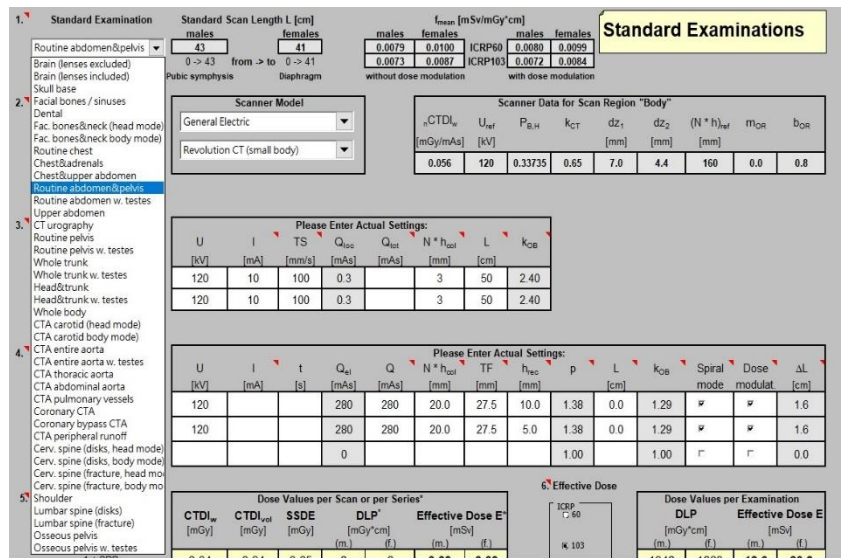 1. Standard Examination Standard Scan Length L [cm] fmean [mSv/mGy*cm] Standard Examinations
males females males females males females
Routine abdomen&pelvis 43 41 0.0079 0.0100 ICRP60 0.0080 0.0099
0 -> 43 from -> to 0 -> 41 0.0073 0.0087 ICRP103 0.0072 0.0084
Pubic symphysis Diaphragm without dose modulation with dose modulation
Brain (lenses excluded)
Brain (lenses included)
Skull base
Facial bones / sinuses
Dental
Fac. bones&neck (head mode)
Fac. bones&neck body mode)
Routine chest
Chest&adrenals
Chest&upper abdomen
Routine abdomen&pelvis
Routine abdomen w. testes
Upper abdomen
CT urography
Routine pelvis
Routine pelvis w. testes
Whole trunk
Whole trunk w. testes
Head&trunk
Head&trunk w. testes
Whole body
CTA carotid (head mode)
CTA carotid (body mode)
CTA entire aorta
CTA entire aorta w. testes
CTA thoracic aorta
CTA abdominal aorta
CTA pulmonary vessels
Coronary CTA
Coronary bypass CTA
CTA peripheral runoff
Cerv. spine (disks, head mode)
Cerv. spine (disks, body mode)
Cerv. spine (fracture, head mo
Cerv. spine (fracture, body mo
Shoulder
Lumbar spine (disks)
Lumbar spine (fracture)
Osseous pelvis
Osseous pelvis w. testes
2. Scanner Model
General Electric
Revolution CT (small body)
Scanner Data for Scan Region "Body"
nCTDIw Uref PB,H kCT dz1 dz2 (N * h)ref mOR bOR
[mGy/mAs] [kV] [mm] [mm] [mm]
0.056 120 0.33735 0.65 7.0 4.4 160 0.0 0.8
3. Please Enter Actual Settings:
U I TS Qloc Qtot N * hcol L kOB
[kV] [mA] [mm/s] [mAs] [mAs] [mm] [cm]
120 10 100 0.3 3 50 2.40
120 10 100 0.3 3 50 2.40
4. Please Enter Actual Settings:
U I t Qel Q N * hcol TF hrec p L kOB Spiral Dose ΔL
[kV] [mA] [s] [mAs] [mAs] [mm] [mm] [mm] [cm] mode modulat. [cm]
120 280 280 20.0 27.5 10.0 1.38 0.0 1.29 1.6
120 280 280 20.0 27.5 5.0 1.38 0.0 1.29 1.6
0 1.00 1.00 0.0
5. Dose Values per Scan or per Series*
CTDIw CTDIvol SSDE DLP* Effective Dose E*
[mGy] [mGy] [mGy] [mGy*cm] [mSv]
(m.) (f.) (m.) (f.)
6. Effective Dose
ICRP
60
103
Dose Values per Examination
DLP Effective Dose E
[mGy*cm] [mSv]
(m.) (f.) (m.) (f.)